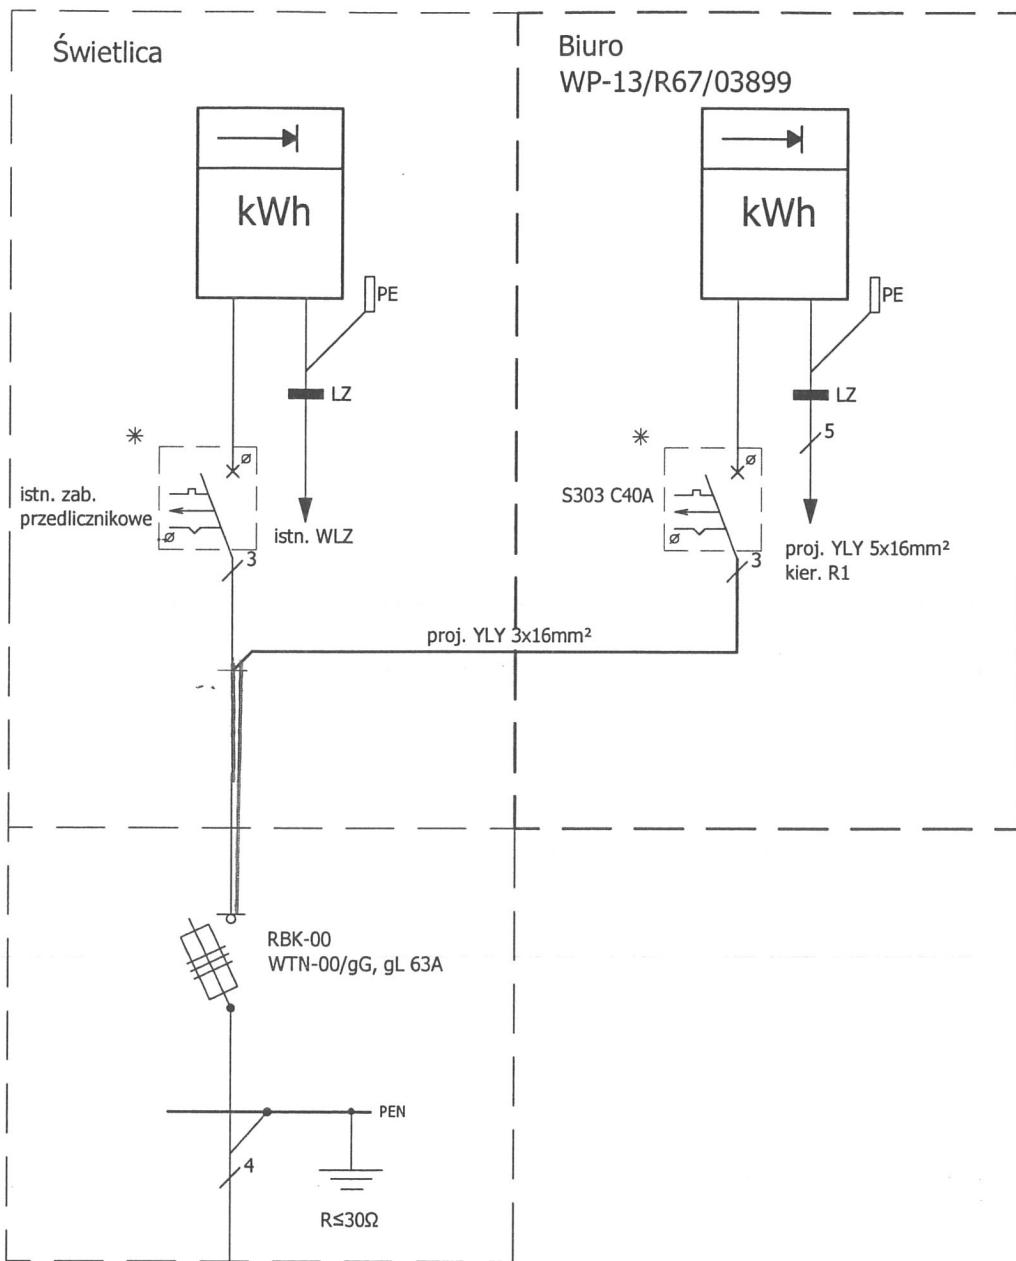 Świetlica
Biuro
WP-13/R67/03899
kWh
kWh
PE
PE
LZ
LZ
5
istn. zab.
przedlicznikowe
istn. WLZ
3
S303 C40A
3
proj. YLY 5x16mm²
kier. R1
proj. YLY 3x16mm²
RBK-00
WTN-00/gG, gL 63A
PEN
4
R≤30Ω